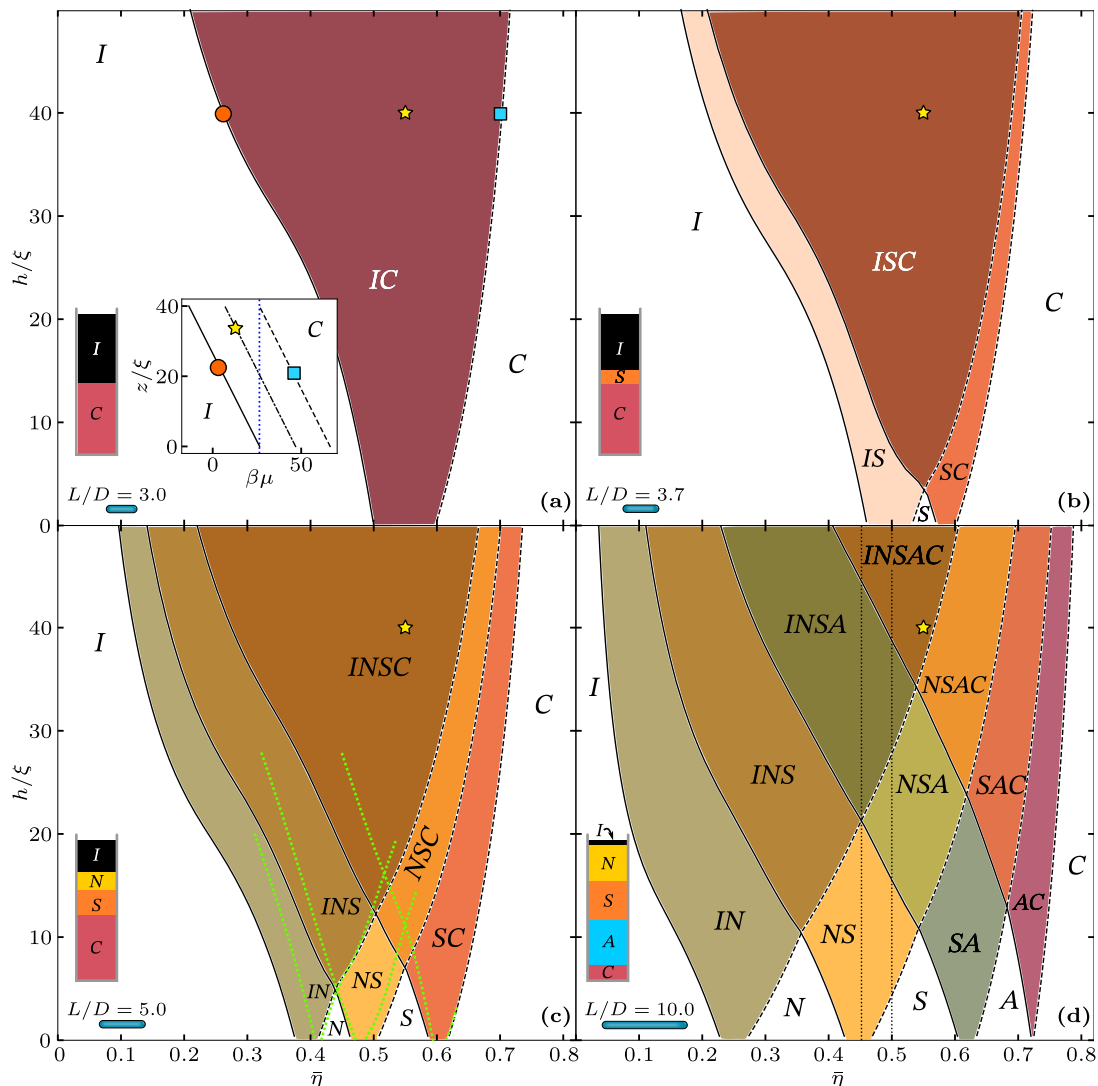 I
40
30
h/ξ
IC
20
40
C
z/ξ
20
I
0
0
50
βμ
I
C
10
C
L/D = 3.0
(a)
I
ISC
C
I
S
C
IS
SC
S
L/D = 3.7
(b)
0
I
40
INSC
C
30
h/ξ
20
NSC
I
N
S
C
INS
10
SC
NS
IN
N
S
L/D = 5.0
(c)
0
0
0.1
0.2
0.3
0.4
0.5
0.6
0.7
0.8
η̄
INSAC
INSA
I
NSAC
INS
NSA
SAC
C
I
N
S
A
C
AC
IN
NS
SA
N
S
A
L/D = 10.0
(d)
0.1
0.2
0.3
0.4
0.5
0.6
0.7
0.8
η̄